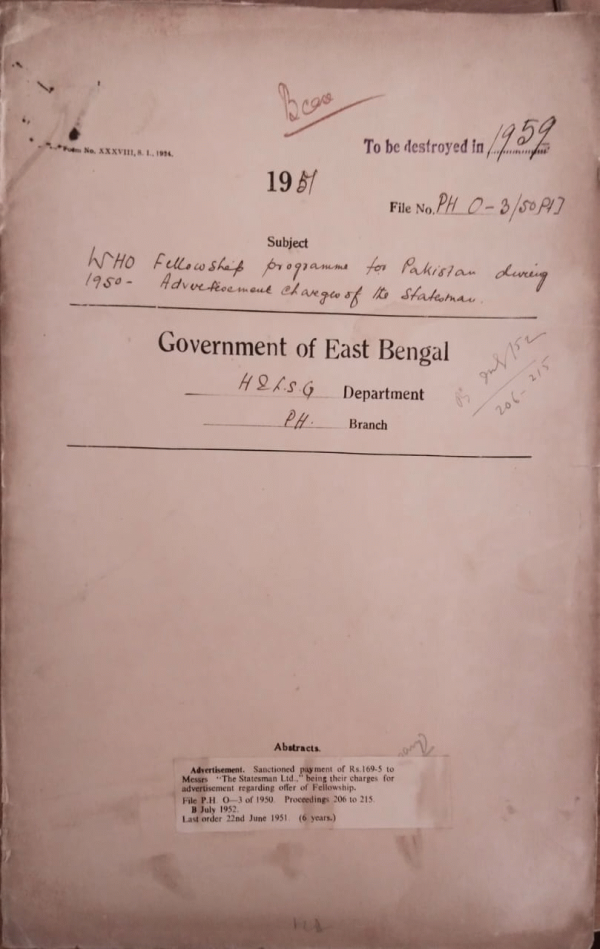 To be destroyed in 1959
Form No. XXXVIII, S. I., 1934.
1951
File No. PH O-3/50 Pt I
Subject
WHO Fellowship programme for Pakistan during
1950- Advertisement charges of the Statesman.
Government of East Bengal
H & L.S.G Department
PH. Branch
206-215
Abstracts.
Advertisement. Sanctioned payment of Rs.169-5 to
Messrs "The Statesman Ltd.," being their charges for
advertisement regarding offer of Fellowship.
File P.H O—3 of 1950. Proceedings 206 to 215.
B July 1952.
Last order 22nd June 1951. (6 years.)